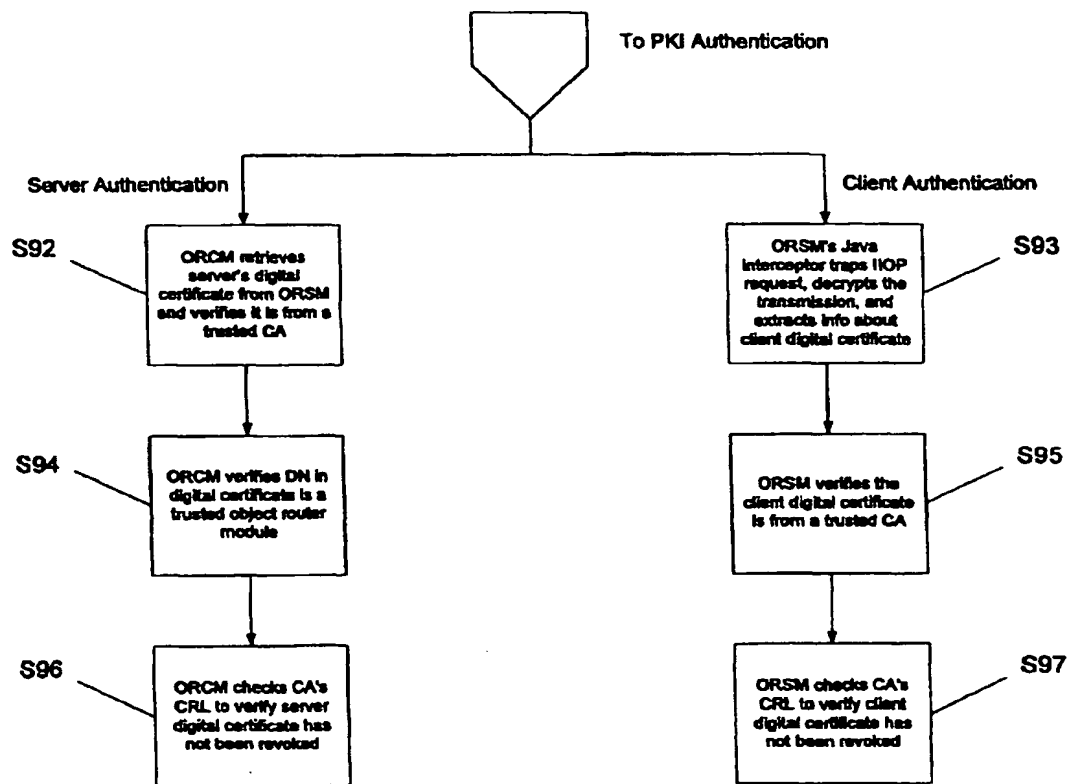 To PKI Authentication
Server Authentication
Client Authentication
S92
ORCM retrieves
server's digital
certificate from ORSM
and verifies it is from a
trusted CA
S93
ORSM's Java
interceptor traps IIOP
request, decrypts the
transmission, and
extracts info about
client digital certificate
S94
ORCM verifies DN in
digital certificate is a
trusted object router
module
S95
ORSM verifies the
client digital certificate
is from a trusted CA
S96
ORCM checks CA's
CRL to verify server
digital certificate has
not been revoked
S97
ORSM checks CA's
CRL to verify client
digital certificate has
not been revoked